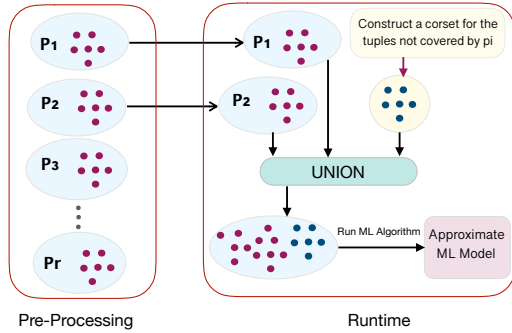 P1
P2
P3
Pr
Pre-Processing
P1
P2
Construct a corset for the
tuples not covered by pi
UNION
Run ML Algorithm
Approximate
ML Model
Runtime